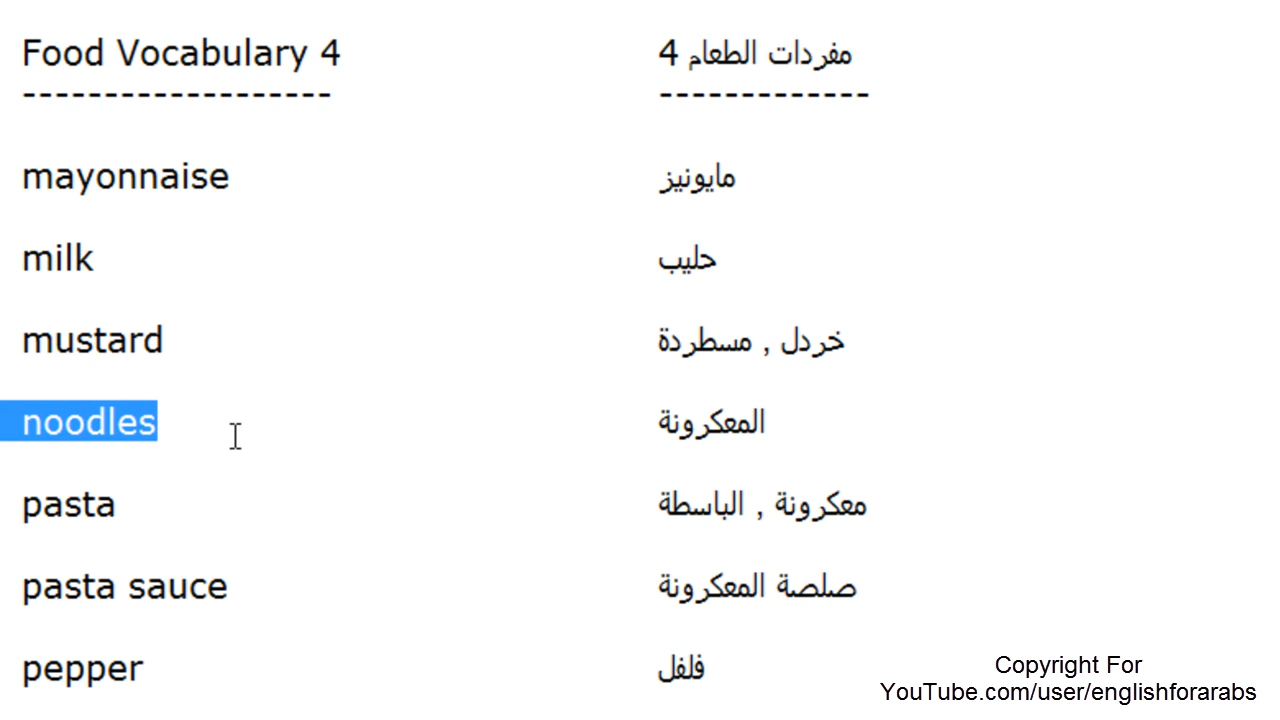 Food Vocabulary 4
مفردات الطعام 4
-------------------
-------------
mayonnaise
مايونيز
milk
حليب
mustard
خردل , مسطردة
noodles
المعكرونة
pasta
معكرونة , الباسطة
pasta sauce
صلصة المعكرونة
pepper
فلفل
Copyright For
YouTube.com/user/englishforarabs